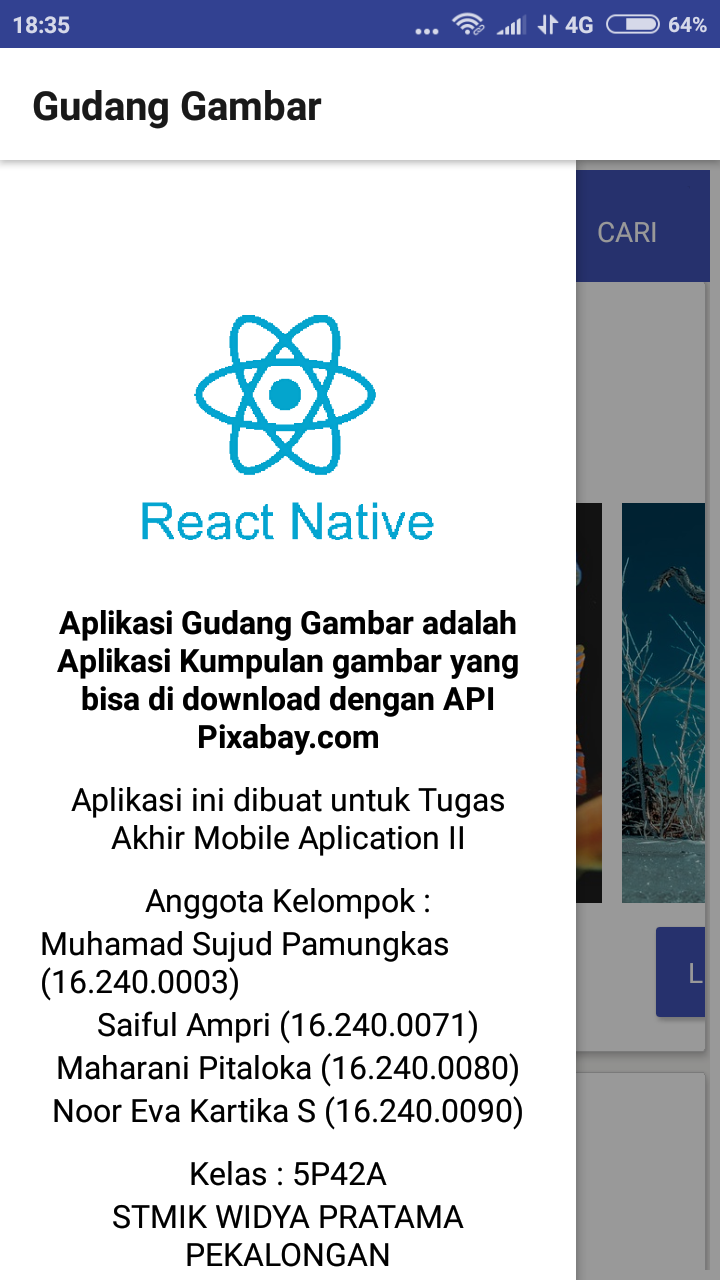 18:35
4G
64%
Gudang Gambar
CARI
React Native
Aplikasi Gudang Gambar adalah
Aplikasi Kumpulan gambar yang
bisa di download dengan API
Pixabay.com
Aplikasi ini dibuat untuk Tugas
Akhir Mobile Aplication II
Anggota Kelompok :
Muhamad Sujud Pamungkas
(16.240.0003)
L
Saiful Ampri (16.240.0071)
Maharani Pitaloka (16.240.0080)
Noor Eva Kartika S (16.240.0090)
Kelas : 5P42A
STMIK WIDYA PRATAMA
PEKALONGAN